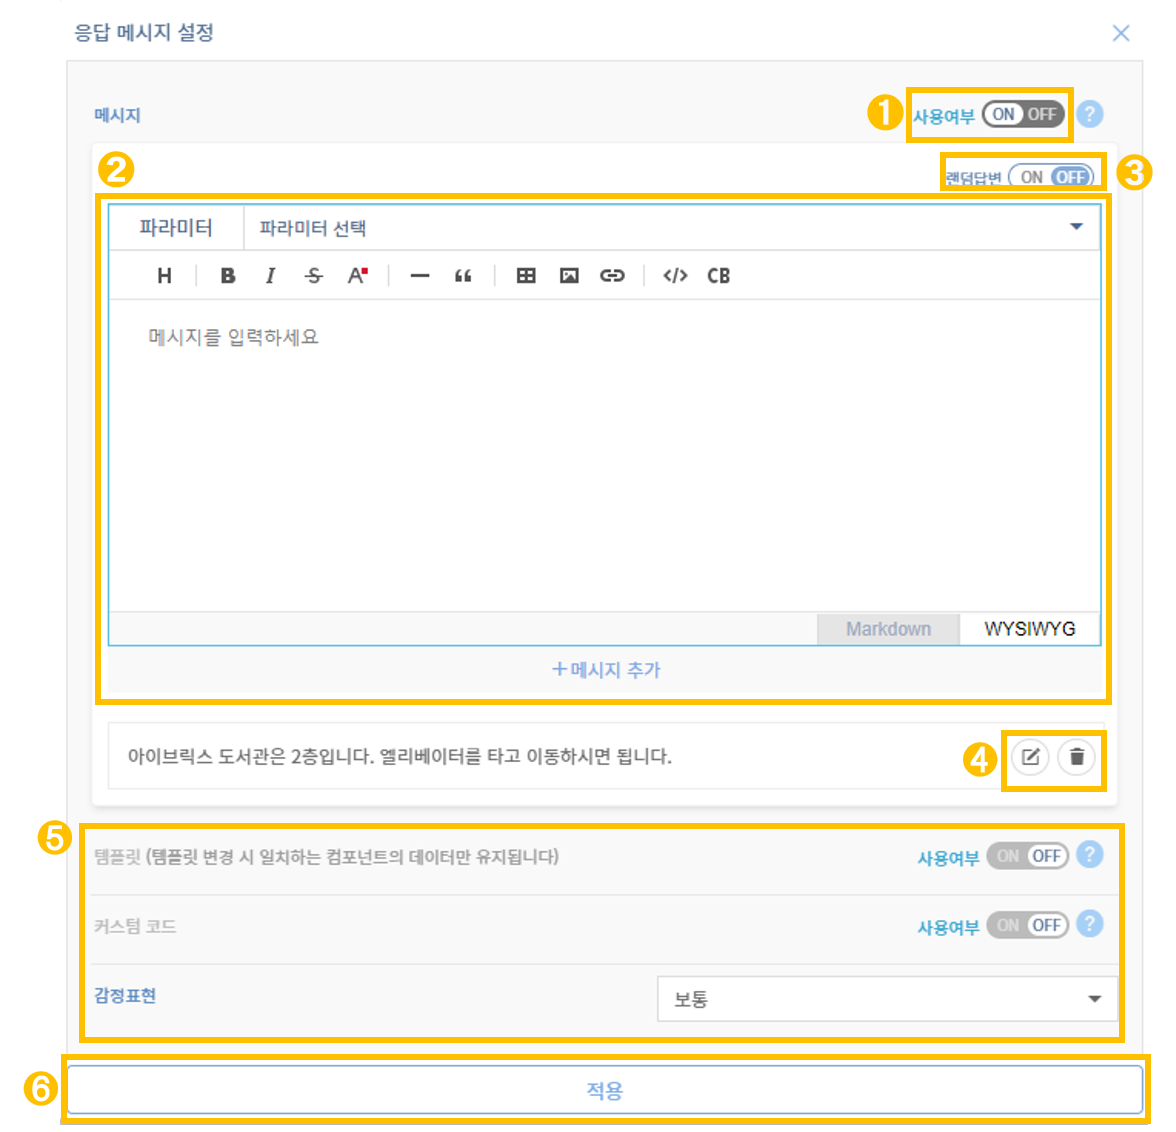 응답 메시지 설정
메시지
1 사용여부 ON OFF ?
2
랜덤답변 ON OFF 3
파라미터 파라미터 선택
H B I S A — “ </> CB
메시지를 입력하세요
Markdown WYSIWYG
+메시지 추가
아이브릭스 도서관은 2층입니다. 엘리베이터를 타고 이동하시면 됩니다.
4
5
템플릿 (템플릿 변경 시 일치하는 컴포넌트의 데이터만 유지됩니다) 사용여부 ON OFF ?
커스텀 코드 사용여부 ON OFF ?
감정표현 보통
6 적용